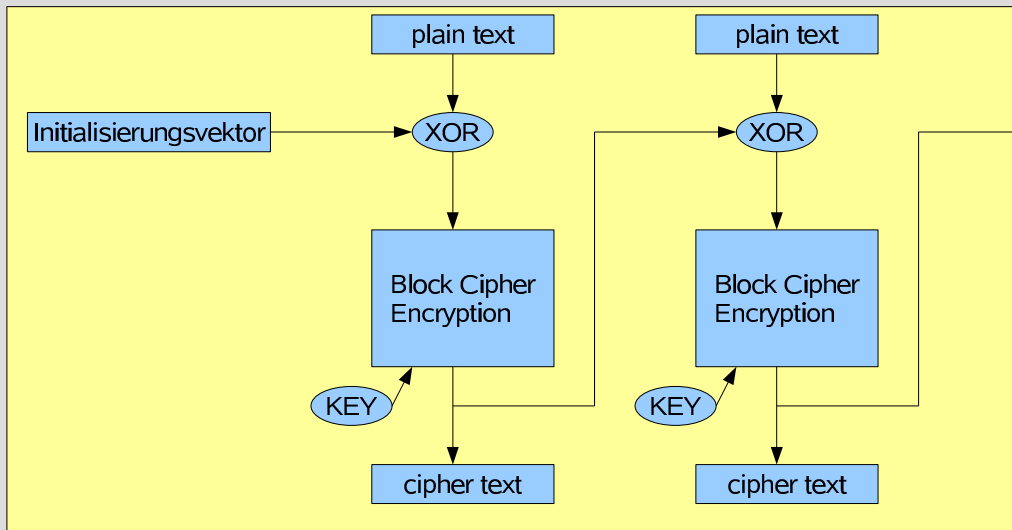 plain text
plain text
Initialisierungsvektor
XOR
XOR
Block Cipher
Encryption
Block Cipher
Encryption
KEY
KEY
cipher text
cipher text